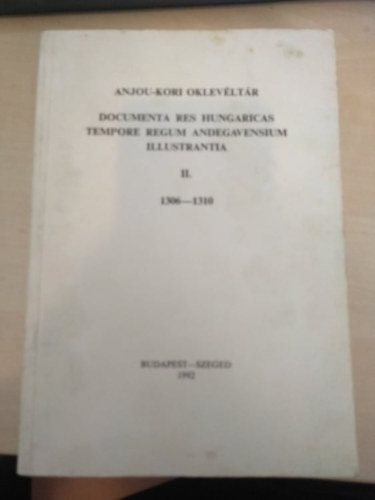 ANJOU-KORI OKLEVÉLTÁR
DOCUMENTA RES HUNGARICAS
TEMPORE REGUM ANDEGAVENSIUM
ILLUSTRANTIA
II.
1306—1310
BUDAPEST—SZEGED
1992